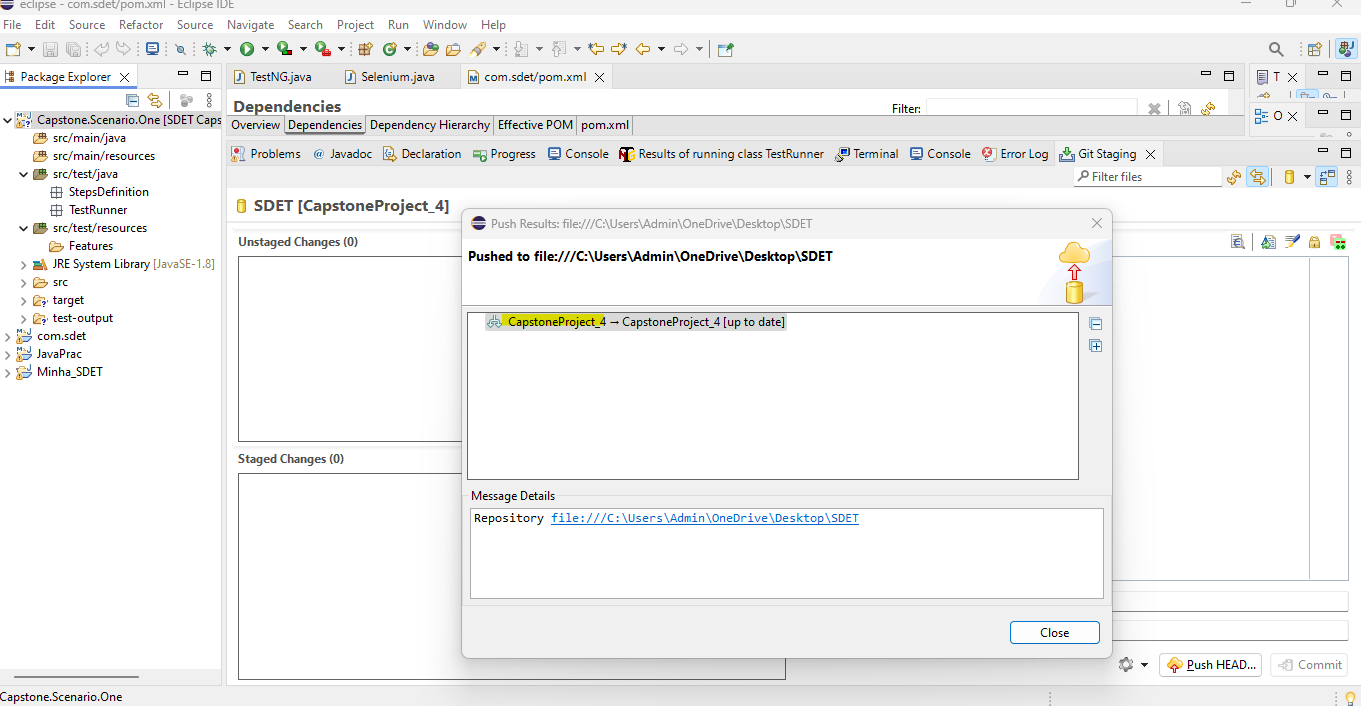 eclipse - com.sdet/pom.xml - Eclipse IDE
File Edit Source Refactor Source Navigate Search Project Run Window Help
Package Explorer
TestNG.java
Selenium.java
com.sdet/pom.xml
T
Dependencies
Filter:
Overview Dependencies Dependency Hierarchy Effective POM pom.xml
O
Capstone.Scenario.One [SDET Caps
src/main/java
src/main/resources
src/test/java
StepsDefinition
TestRunner
src/test/resources
Features
JRE System Library [JavaSE-1.8]
src
target
test-output
com.sdet
JavaPrac
Minha_SDET
Problems Javadoc Declaration Progress Console Results of running class TestRunner Terminal Console Error Log Git Staging
Filter files
SDET [CapstoneProject_4]
Unstaged Changes (0)
Staged Changes (0)
Push Results: file:///C:\Users\Admin\OneDrive\Desktop\SDET
Pushed to file:///C:\Users\Admin\OneDrive\Desktop\SDET
CapstoneProject_4 → CapstoneProject_4 [up to date]
Message Details
Repository file:///C:\Users\Admin\OneDrive\Desktop\SDET
Close
Push HEAD...
Commit
Capstone.Scenario.One